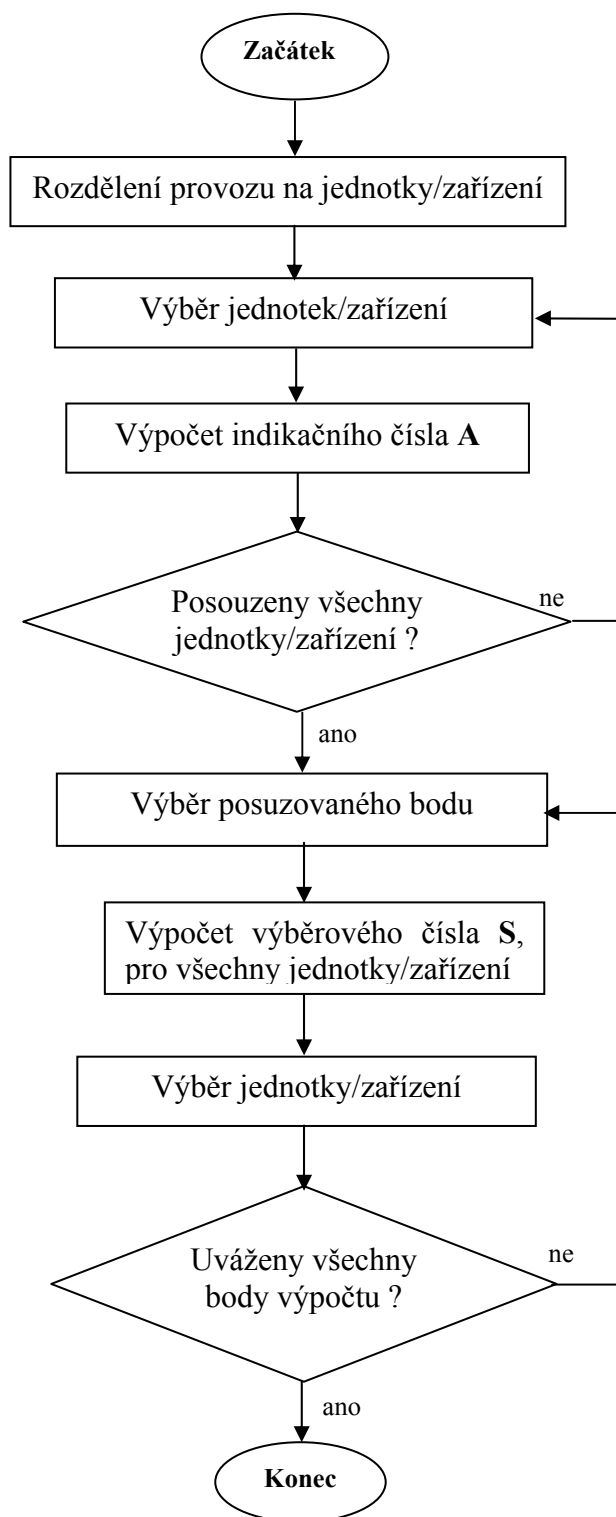 Začátek
Rozdělení provozu na jednotky/zařízení
Výběr jednotek/zařízení
Výpočet indikačního čísla A
Posouzeny všechny
jednotky/zařízení ?
ne
ano
Výběr posuzovaného bodu
Výpočet výběrového čísla S,
pro všechny jednotky/zařízení
Výběr jednotky/zařízení
Uváženy všechny
body výpočtu ?
ne
ano
Konec